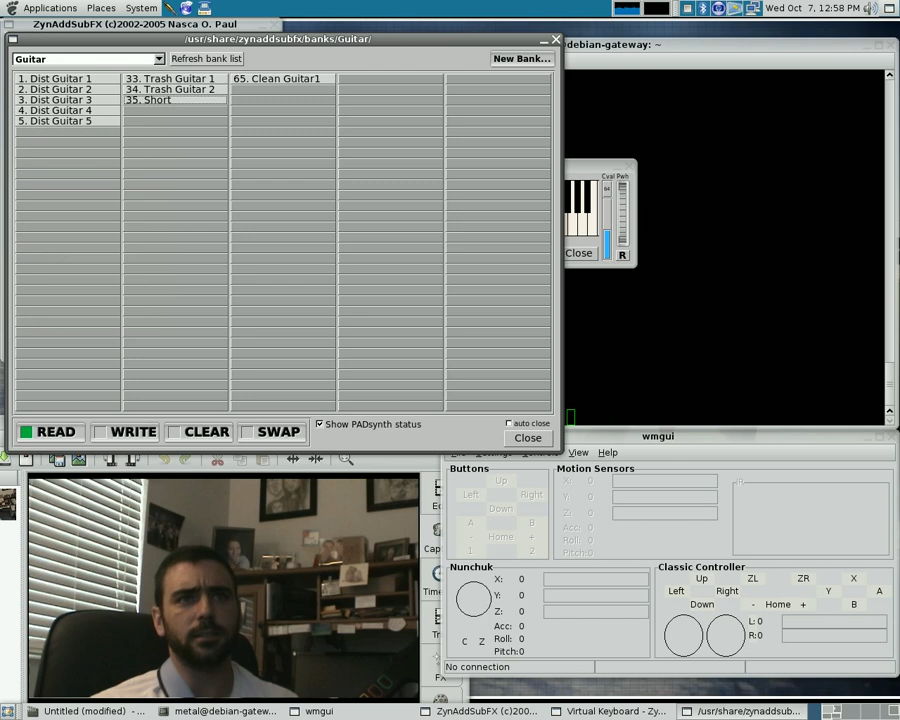 Applications Places System
Wed Oct 7, 12:58 PM
ZynAddSubFX (c)2002-2005 Nasca O. Paul
/usr/share/zynaddsubfx/banks/Guitar/
debian-gateway: ~
Guitar
Refresh bank list
New Bank...
1. Dist Guitar 1
2. Dist Guitar 2
3. Dist Guitar 3
4. Dist Guitar 4
5. Dist Guitar 5
33. Trash Guitar 1
34. Trash Guitar 2
35. Short
65. Clean Guitar1
Cval Pwh
64
Close
R
READ WRITE CLEAR SWAP
Show PADsynth status
auto close
Close
wmgui
View Help
Buttons
Up
Left Right
Down
A B
- Home +
1 2
Motion Sensors
X: 0
Y: 0
Z: 0
Acc: 0
Roll: 0
Pitch:0
IR
Nunchuk
X: 0
Y: 0
Z: 0
Acc: 0
Roll: 0
Pitch:0
C Z
Classic Controller
Up ZL ZR X
Left Right Y A
Down - Home + B
L: 0
R:0
No connection
FX
Untitled (modified) - ...
metal@debian-gatew...
wmgui
ZynAddSubFX (c)200...
Virtual Keyboard - Zy...
/usr/share/zynaddsub...